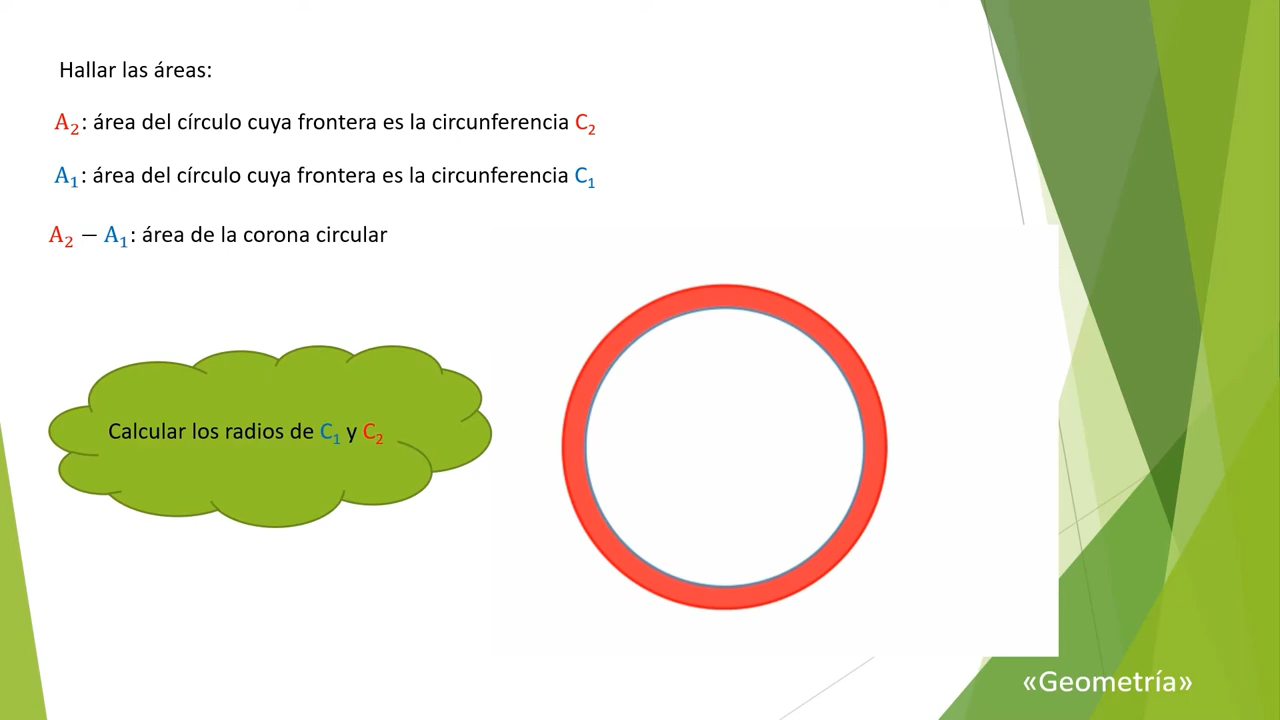 Hallar las áreas:
A₂: área del círculo cuya frontera es la circunferencia C₂
A₁: área del círculo cuya frontera es la circunferencia C₁
A₂ − A₁: área de la corona circular
Calcular los radios de C₁ y C₂
«Geometría»